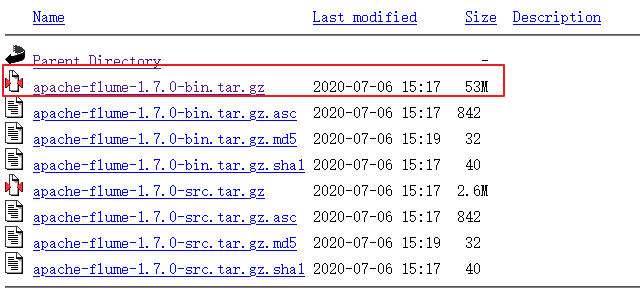 Name Last modified Size Description
Parent Directory -
apache-flume-1.7.0-bin.tar.gz 2020-07-06 15:17 53M
apache-flume-1.7.0-bin.tar.gz.asc 2020-07-06 15:17 842
apache-flume-1.7.0-bin.tar.gz.md5 2020-07-06 15:19 32
apache-flume-1.7.0-bin.tar.gz.sha1 2020-07-06 15:17 40
apache-flume-1.7.0-src.tar.gz 2020-07-06 15:17 2.6M
apache-flume-1.7.0-src.tar.gz.asc 2020-07-06 15:17 842
apache-flume-1.7.0-src.tar.gz.md5 2020-07-06 15:19 32
apache-flume-1.7.0-src.tar.gz.sha1 2020-07-06 15:17 40